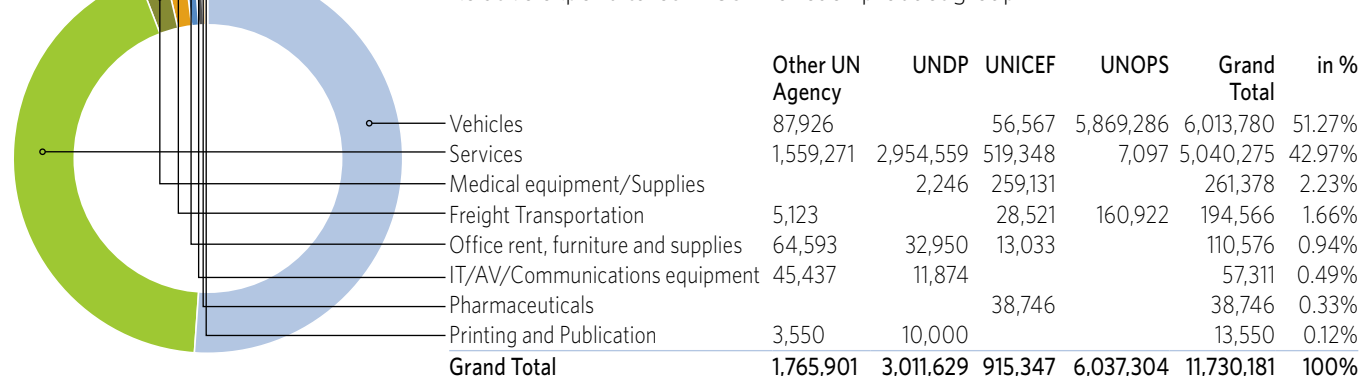 Other UN UNDP UNICEF UNOPS Grand in %
Agency Total
Vehicles 87,926 56,567 5,869,286 6,013,780 51.27%
Services 1,559,271 2,954,559 519,348 7,097 5,040,275 42.97%
Medical equipment/Supplies 2,246 259,131 261,378 2.23%
Freight Transportation 5,123 28,521 160,922 194,566 1.66%
Office rent, furniture and supplies 64,593 32,950 13,033 110,576 0.94%
IT/AV/Communications equipment 45,437 11,874 57,311 0.49%
Pharmaceuticals 38,746 38,746 0.33%
Printing and Publication 3,550 10,000 13,550 0.12%
Grand Total 1,765,901 3,011,629 915,347 6,037,304 11,730,181 100%